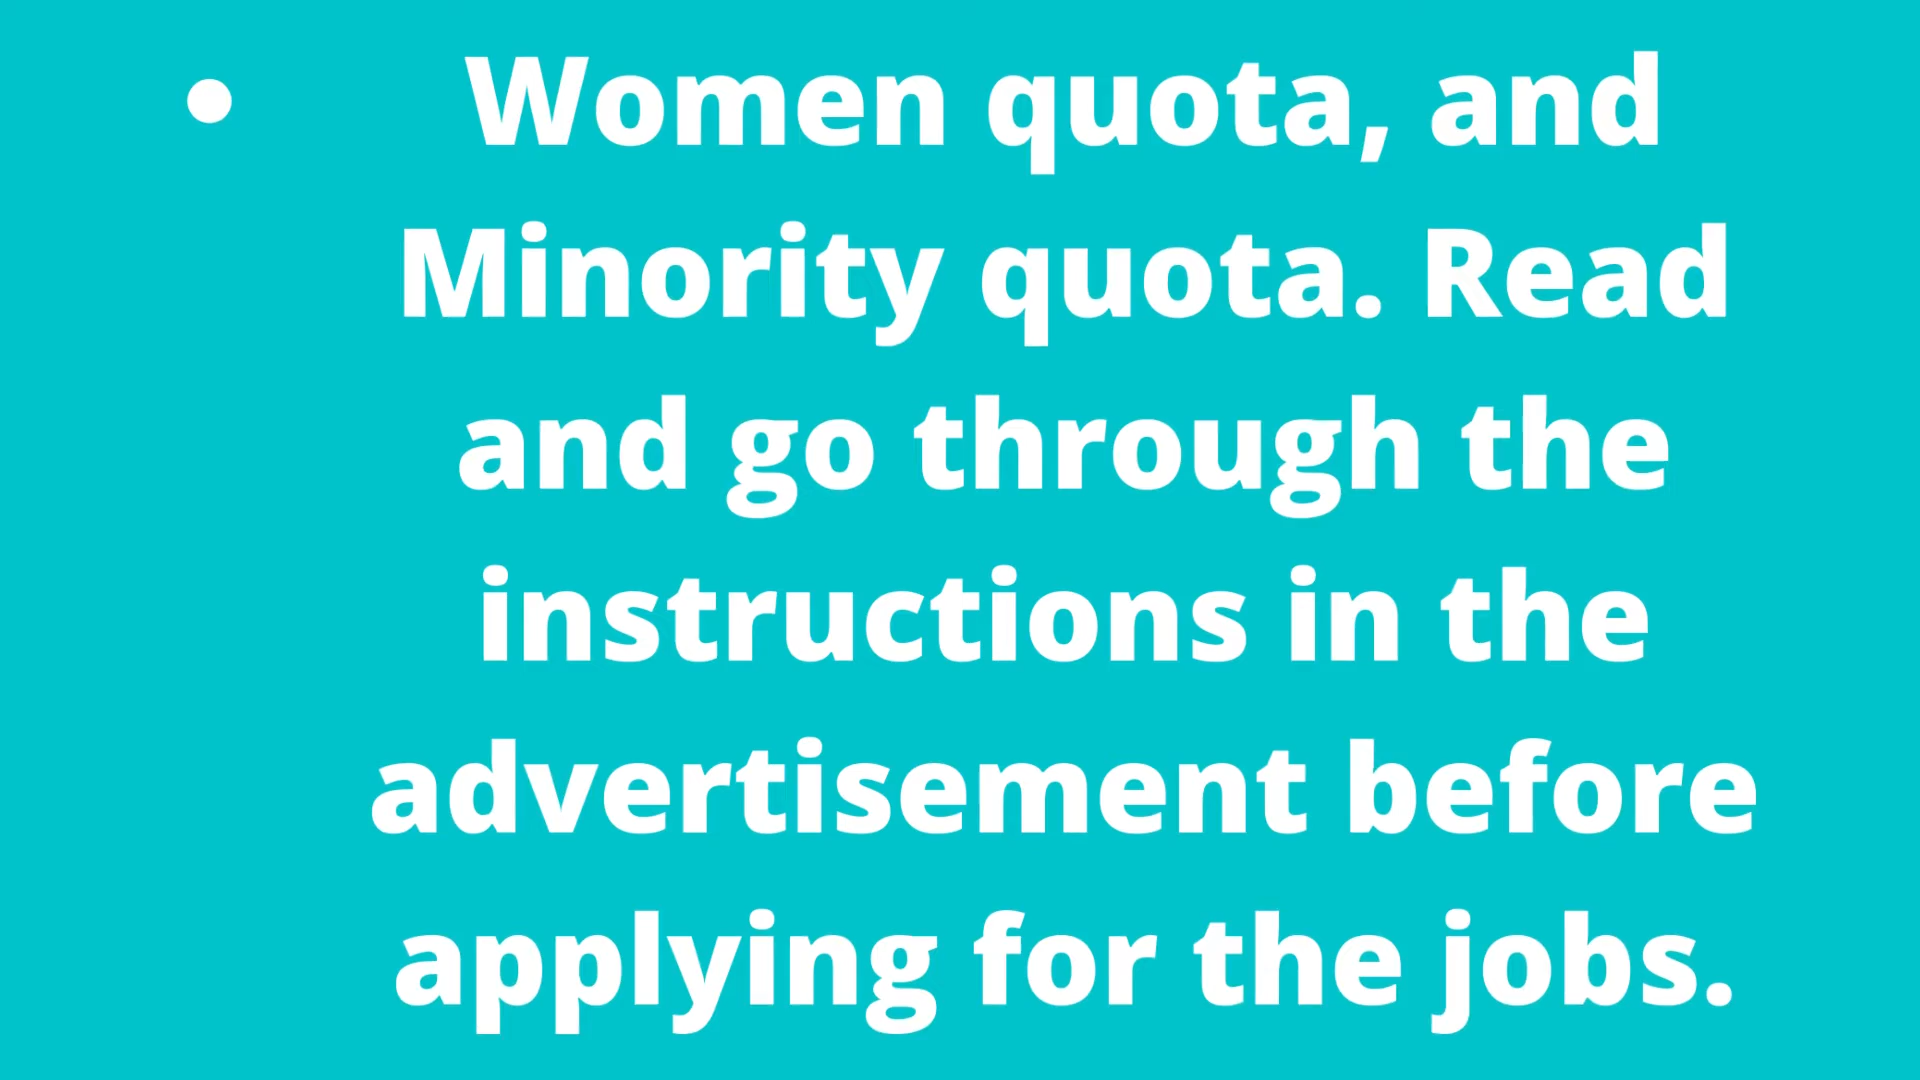 • Women quota, and
Minority quota. Read
and go through the
instructions in the
advertisement before
applying for the jobs.